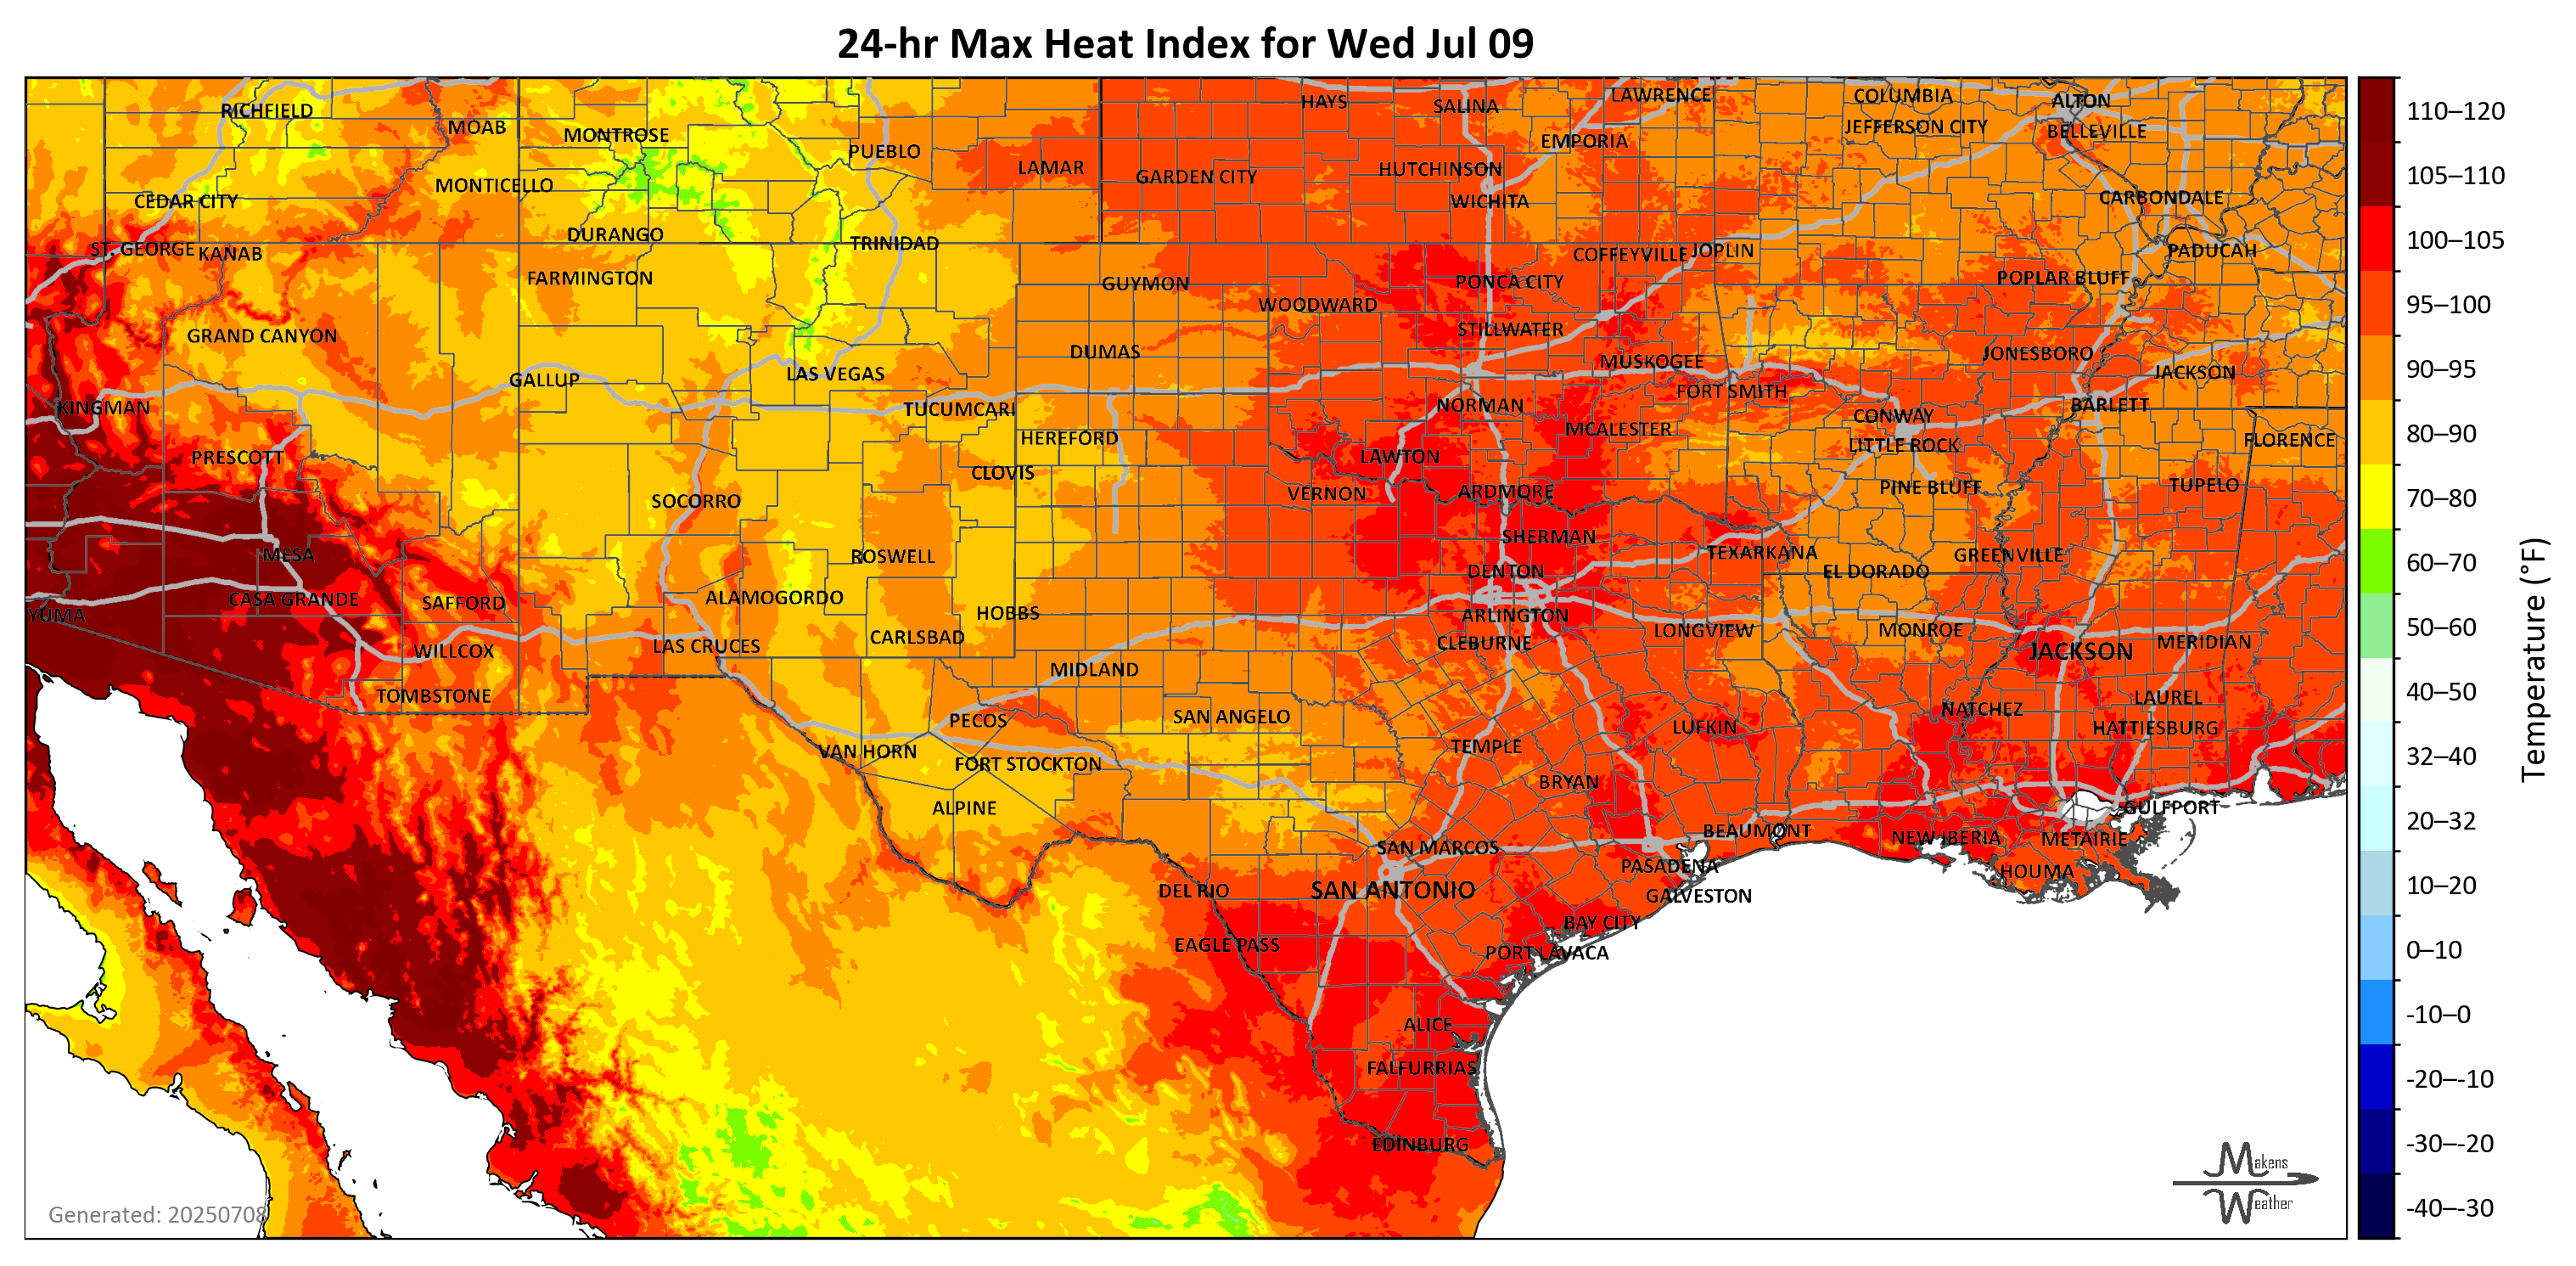 24-hr Max Heat Index for Wed Jul 09
RICHFIELD
MOAB
MONTROSE
PUEBLO
LAMAR
HAYS
SALINA
LAWRENCE
COLUMBIA
ALTON
JEFFERSON CITY
BELLEVILLE
EMPORIA
HUTCHINSON
GARDEN CITY
MONTICELLO
CEDAR CITY
WICHITA
CARBONDALE
DURANGO
TRINIDAD
ST. GEORGE
KANAB
COFFEYVILLE
JOPLIN
PADUCAH
FARMINGTON
GUYMON
PONCA CITY
POPLAR BLUFF
WOODWARD
STILLWATER
GRAND CANYON
DUMAS
MUSKOGEE
JONESBORO
JACKSON
GALLUP
LAS VEGAS
FORT SMITH
KINGMAN
TUCUMCARI
NORMAN
CONWAY
BARLETT
HEREFORD
MCALESTER
LITTLE ROCK
FLORENCE
PRESCOTT
CLOVIS
LAWTON
SOCORRO
VERNON
ARDMORE
PINE BLUFF
TUPELO
MESA
ROSWELL
SHERMAN
TEXARKANA
GREENVILLE
DENTON
EL DORADO
YUMA
CASA GRANDE
SAFFORD
ALAMOGORDO
HOBBS
ARLINGTON
LAS CRUCES
CARLSBAD
CLEBURNE
LONGVIEW
MONROE
MERIDIAN
WILLCOX
JACKSON
MIDLAND
TOMBSTONE
LAUREL
PECOS
SAN ANGELO
NATCHEZ
LUFKIN
HATTIESBURG
VAN HORN
TEMPLE
FORT STOCKTON
BRYAN
ALPINE
GULFPORT
BEAUMONT
NEW IBERIA
METAIRIE
SAN MARCOS
PASADENA
HOUMA
DEL RIO
SAN ANTONIO
GALVESTON
BAY CITY
EAGLE PASS
PORT LAVACA
ALICE
FALFURRIAS
EDINBURG
Generated: 20250708
Makens
Weather
110–120
105–110
100–105
95–100
90–95
80–90
70–80
60–70
50–60
40–50
32–40
20–32
10–20
0–10
-10–0
-20–-10
-30–-20
-40–-30
Temperature (°F)